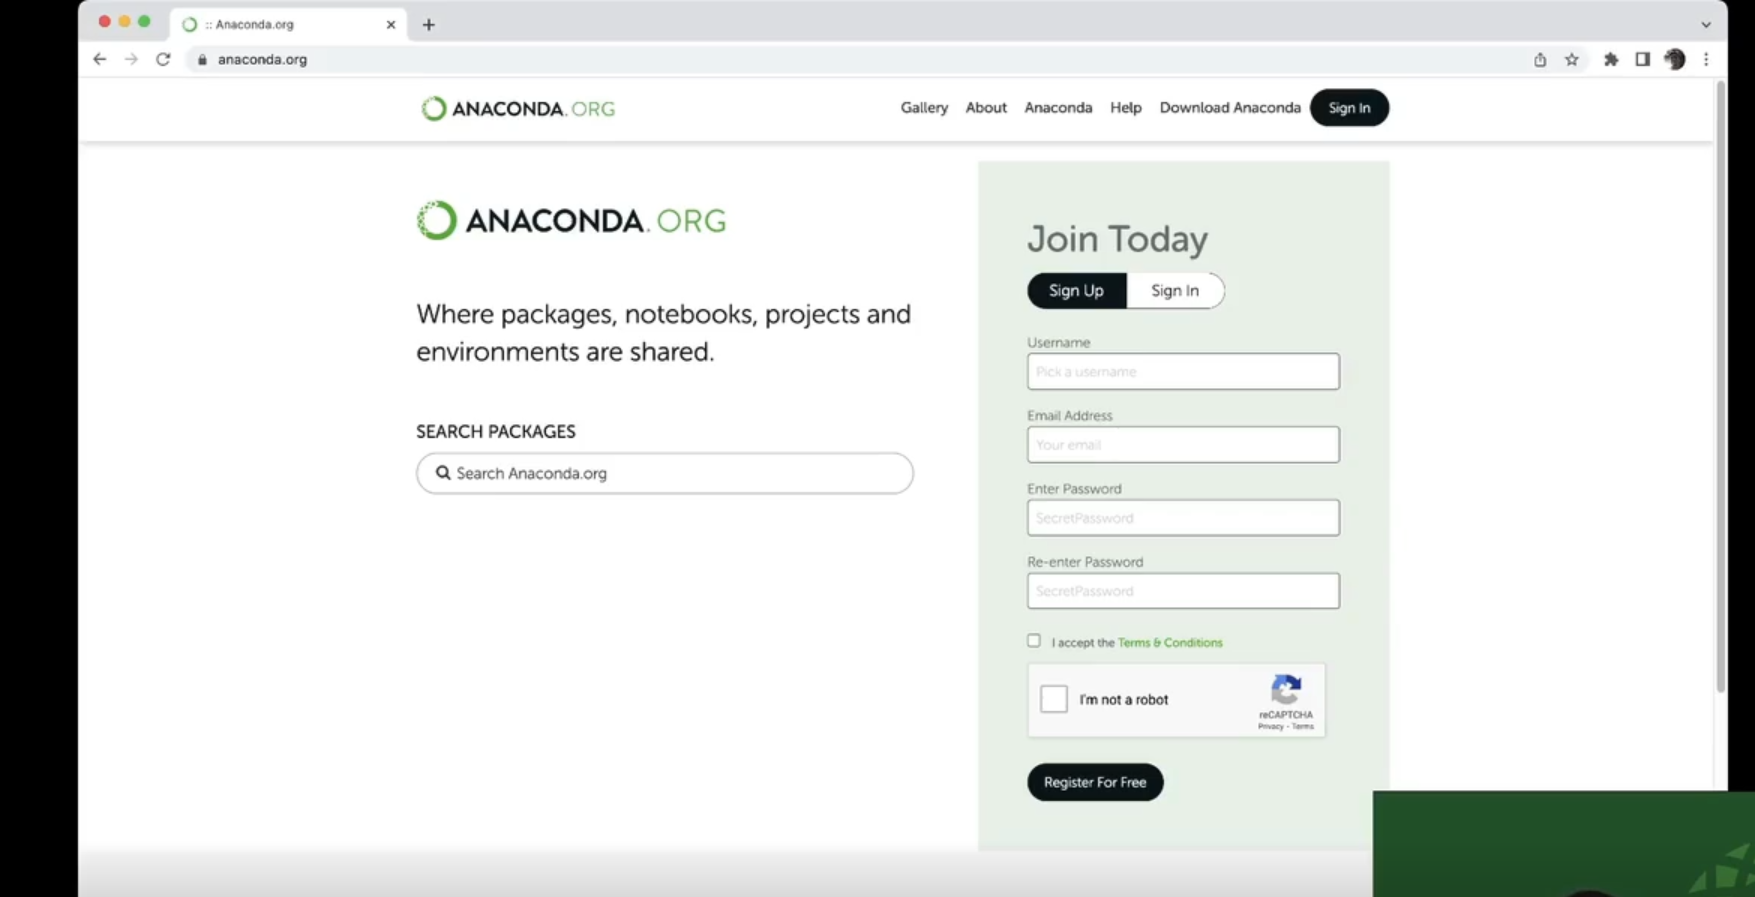 :: Anaconda.org
anaconda.org
ANACONDA.ORG
Gallery About Anaconda Help Download Anaconda Sign In
ANACONDA.ORG
Where packages, notebooks, projects and
environments are shared.
SEARCH PACKAGES
Search Anaconda.org
Join Today
Sign Up Sign In
Username
Pick a username
Email Address
Your email
Enter Password
SecretPassword
Re-enter Password
SecretPassword
I accept the Terms & Conditions
I'm not a robot
reCAPTCHA
Privacy - Terms
Register For Free